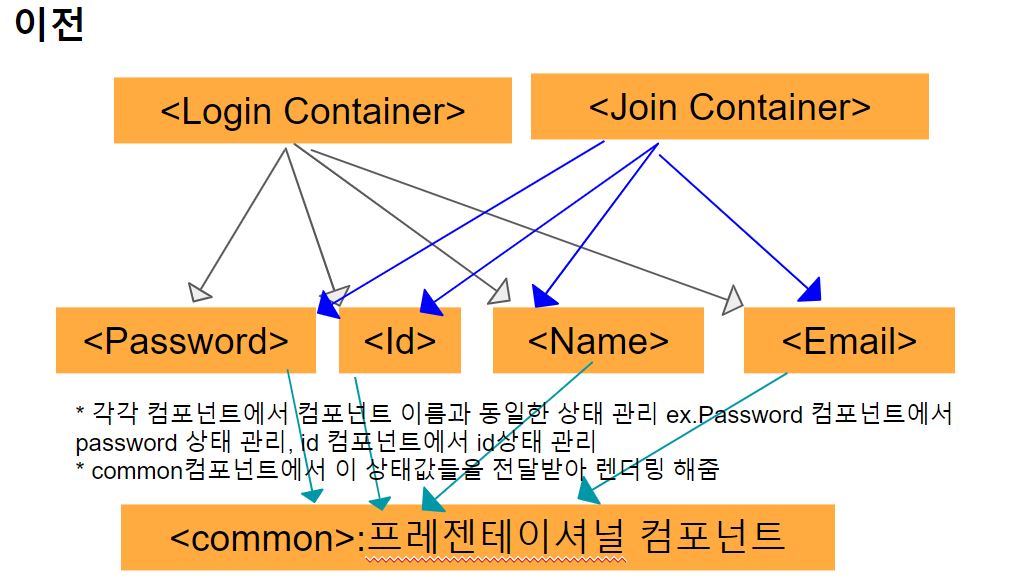 이전
<Login Container>
<Join Container>
<Password>
<Id>
<Name>
<Email>
* 각각 컴포넌트에서 컴포넌트 이름과 동일한 상태 관리 ex.Password 컴포넌트에서
password 상태 관리, id 컴포넌트에서 id상태 관리
* common컴포넌트에서 이 상태값들을 전달받아 렌더링 해줌
<common>:프레젠테이셔널 컴포넌트